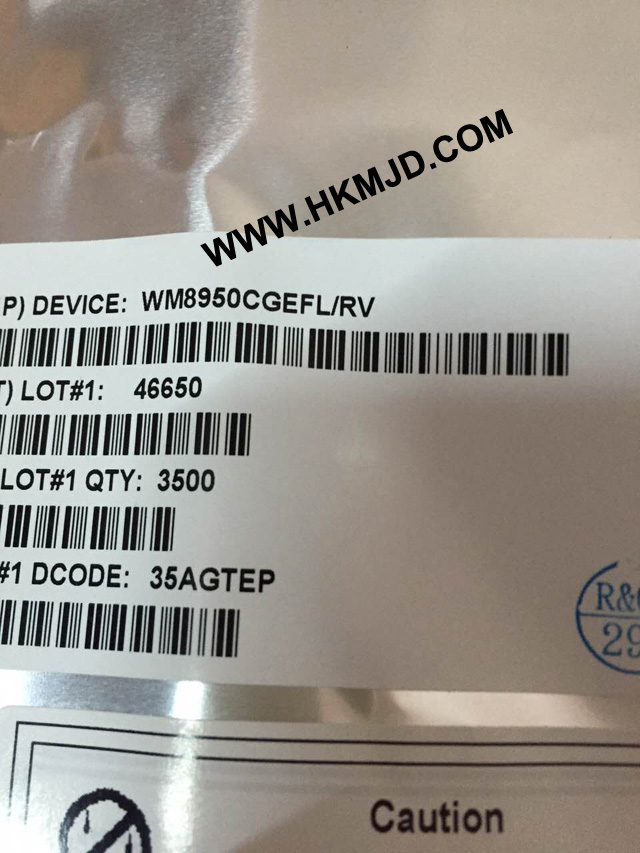 WWW.HKMJD.COM
P) DEVICE: WM8950CGEFL/RV
T) LOT#1: 46650
LOT#1 QTY: 3500
#1 DCODE: 35AGTEP
R&
29
Caution